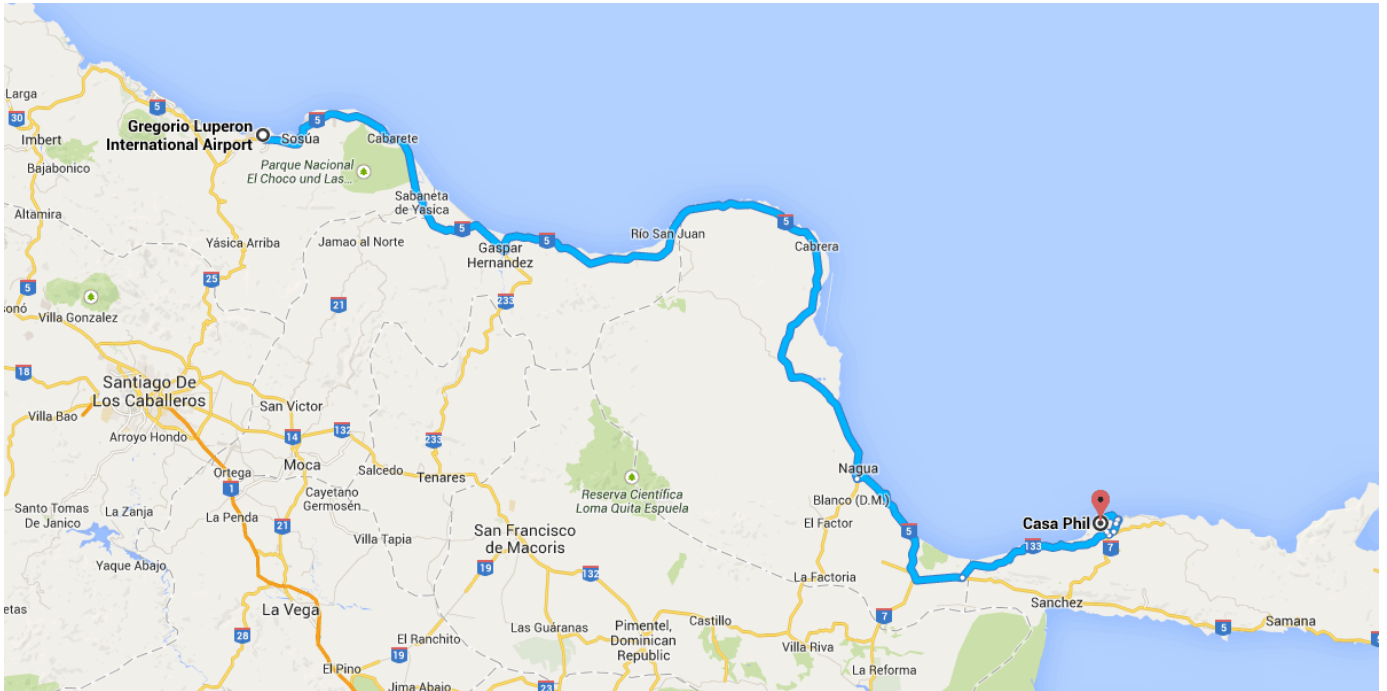 Larga
30
5
Imbert
Bajabonico
Gregorio Luperon
International Airport
Sosúa
5
Cabarete
Parque Nacional
El Choco und Las...
Altamira
Sabaneta
de Yasica
5
5
Yásica Arriba
Jamao al Norte
Gaspar
Hernandez
Río San Juan
5
Cabrera
25
5
21
233
Villa Gonzalez
18
Santiago De
Los Caballeros
Villa Bao
San Victor
Arroyo Hondo
14
132
233
Moca
Salcedo
Tenares
Ortega
1
Cayetano
Germosén
Reserva Científica
Loma Quita Espuela
Nagua
Blanco (D.M.)
Santo Tomas
De Janico
La Zanja
La Penda
21
Villa Tapia
San Francisco
de Macoris
El Factor
5
Casa Phil
133
7
Yaque Abajo
19
132
La Factoria
Sanchez
La Vega
7
5
Samana
5
etas
28
El Ranchito
19
Las Guáranas
Pimentel,
Dominican
Republic
Castillo
Villa Riva
El Pino
Jima Abajo
23
La Reforma